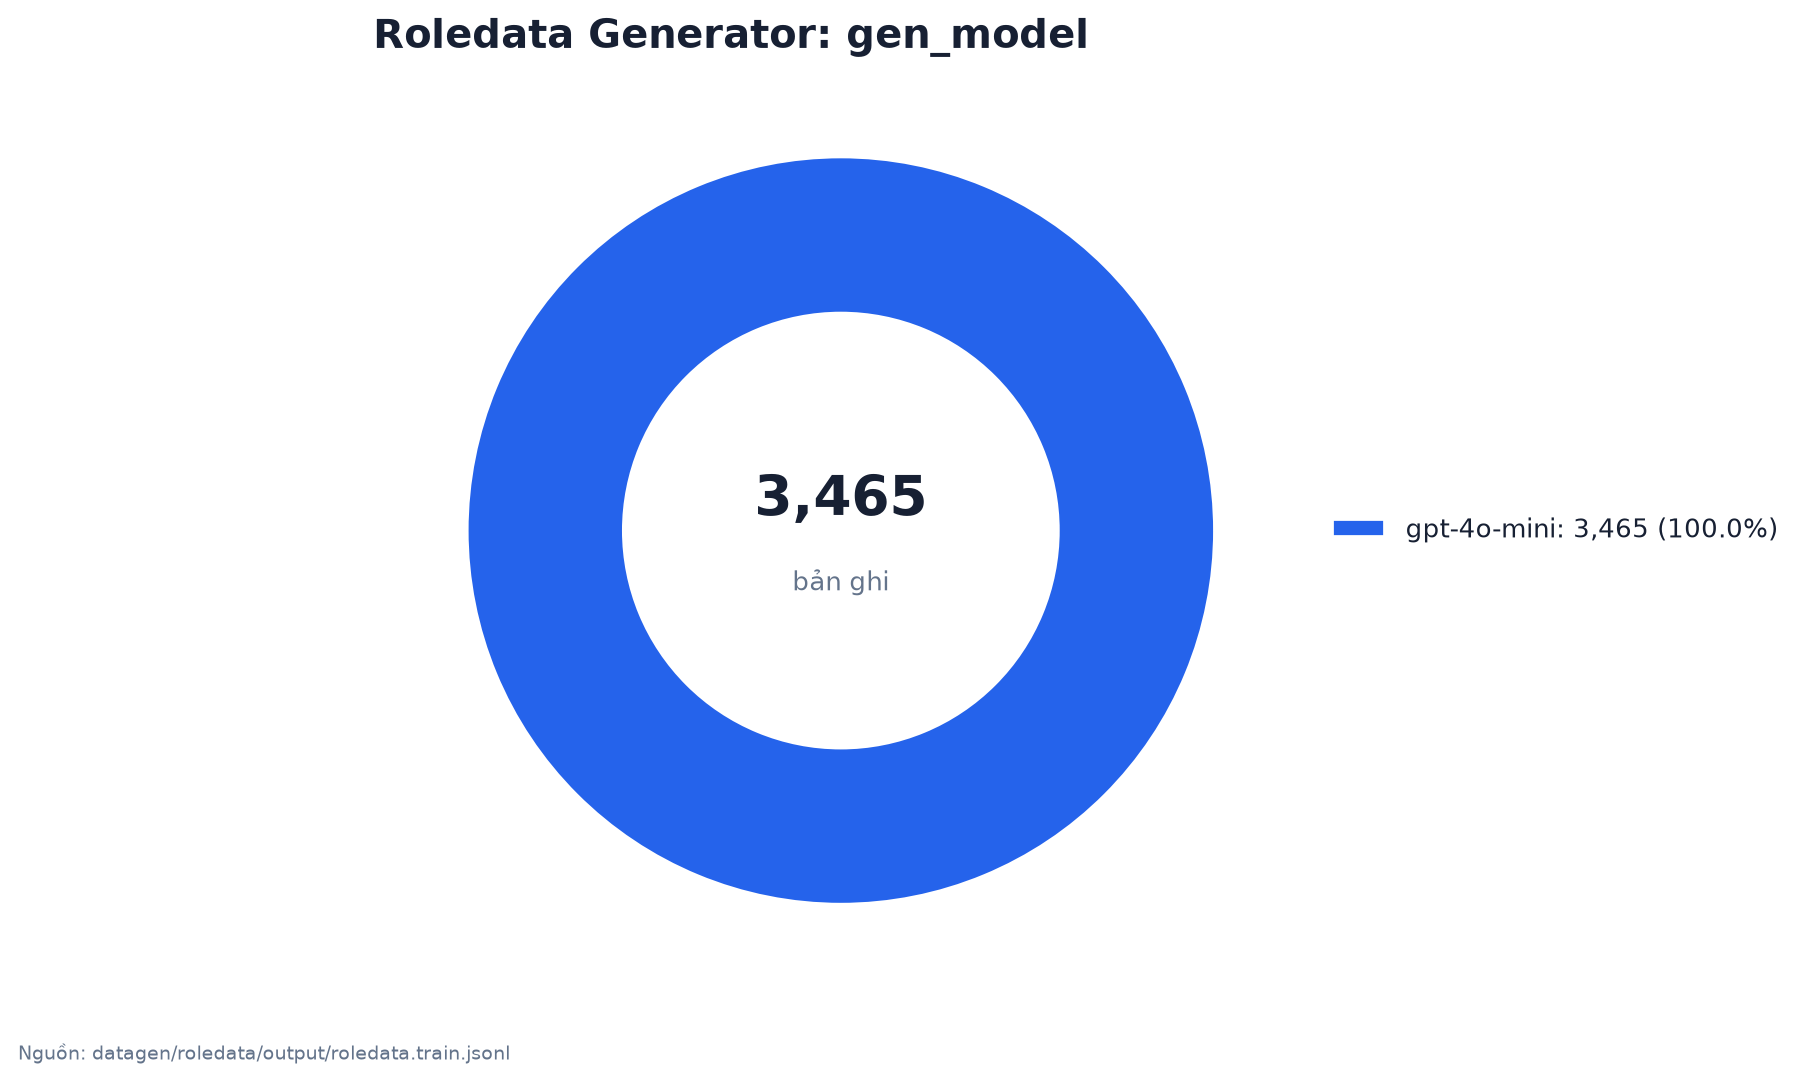 Roledata Generator: gen_model
3,465
bản ghi
gpt-4o-mini: 3,465 (100.0%)
Nguồn: datagen/roledata/output/roledata.train.jsonl